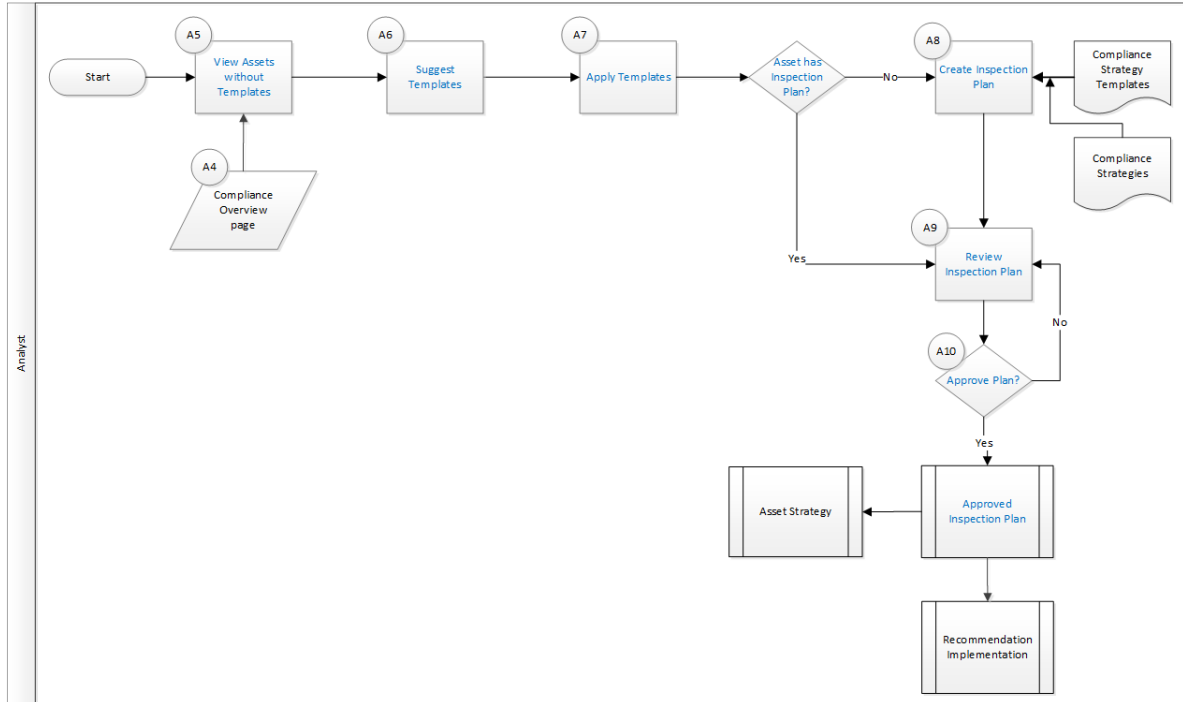 Start
A5
View Assets
without
Templates
A4
Compliance
Overview
page
A6
Suggest
Templates
A7
Apply Templates
Asset has
Inspection
Plan?
No
Yes
A8
Create Inspection
Plan
Compliance
Strategy
Templates
Compliance
Strategies
A9
Review
Inspection Plan
No
A10
Approve Plan?
Yes
Approved
Inspection Plan
Asset Strategy
Recommendation
Implementation
Analyst